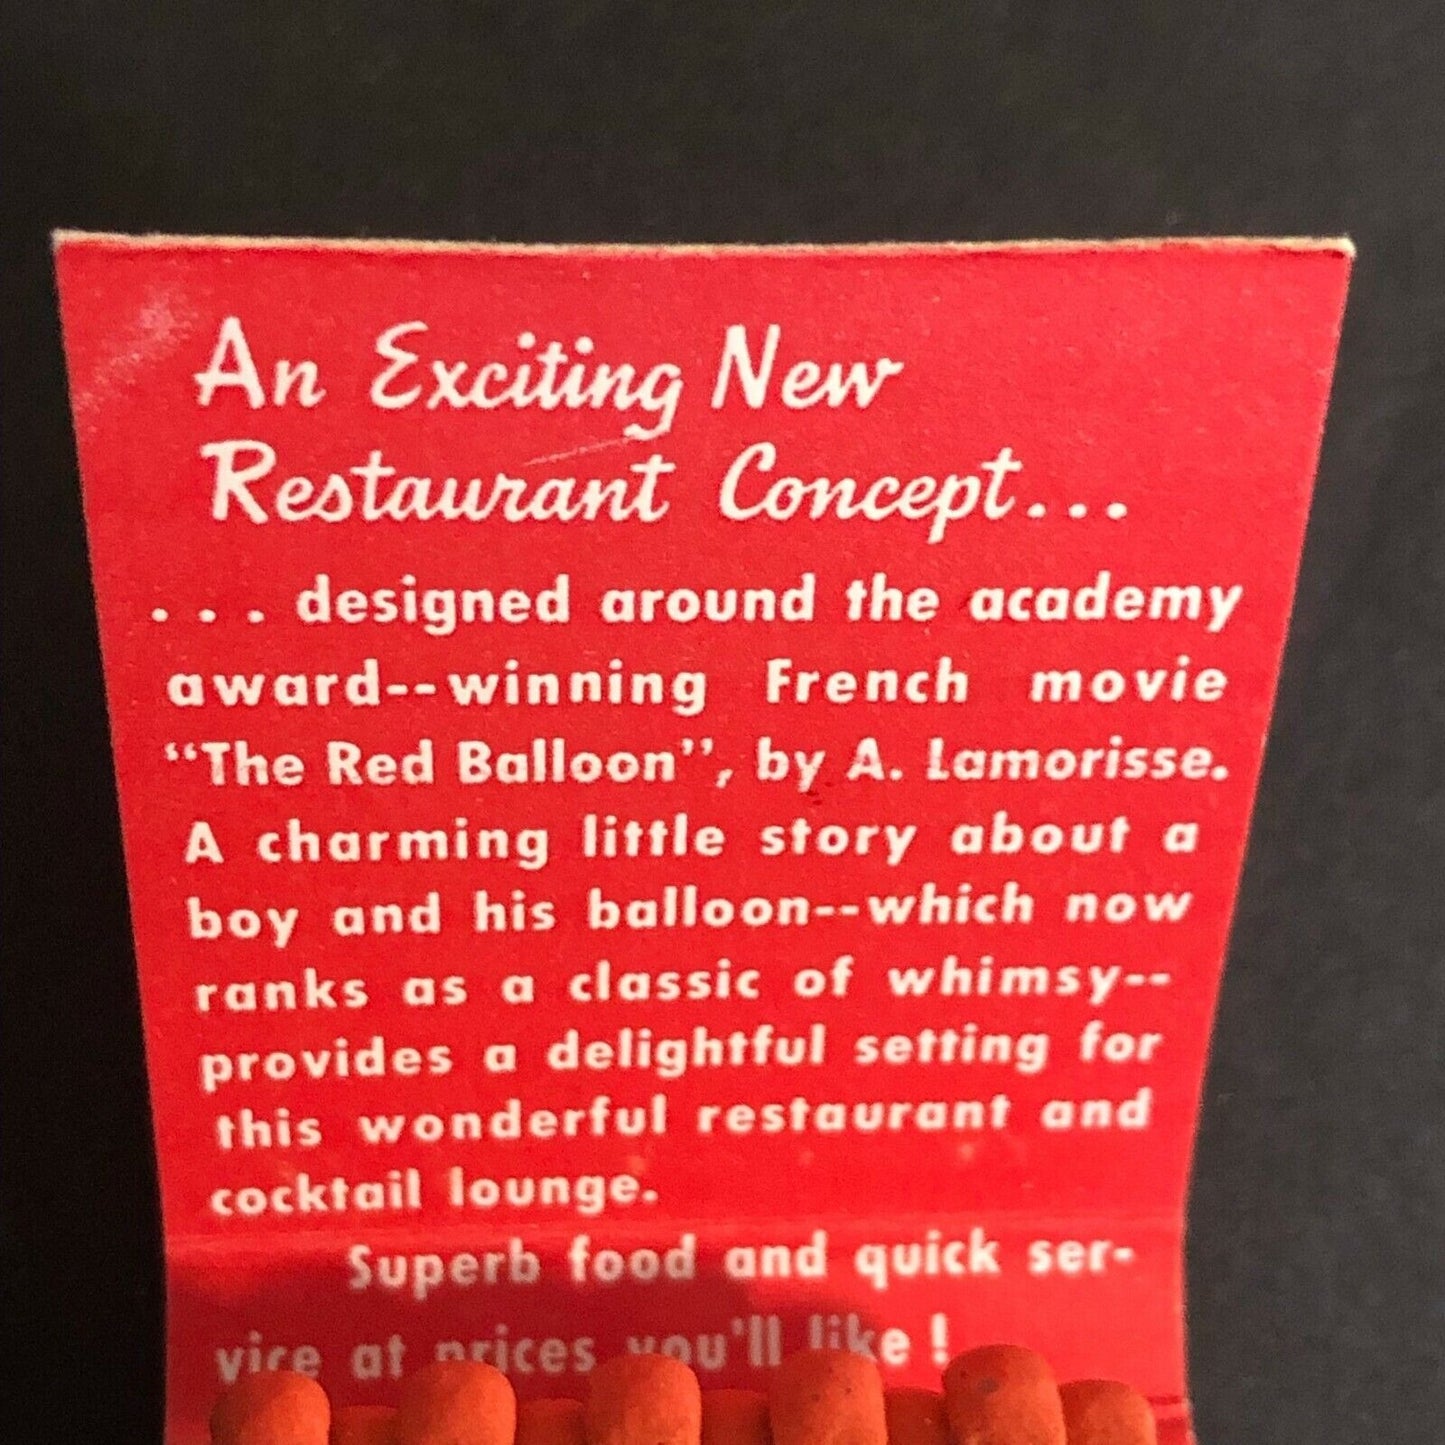 An Exciting New
Restaurant Concept...
. . . designed around the academy
award--winning French movie
“The Red Balloon”, by A. Lamorisse.
A charming little story about a
boy and his balloon--which now
ranks as a classic of whimsy--
provides a delightful setting for
this wonderful restaurant and
cocktail lounge.
Superb food and quick ser-
vice at prices you'll like !